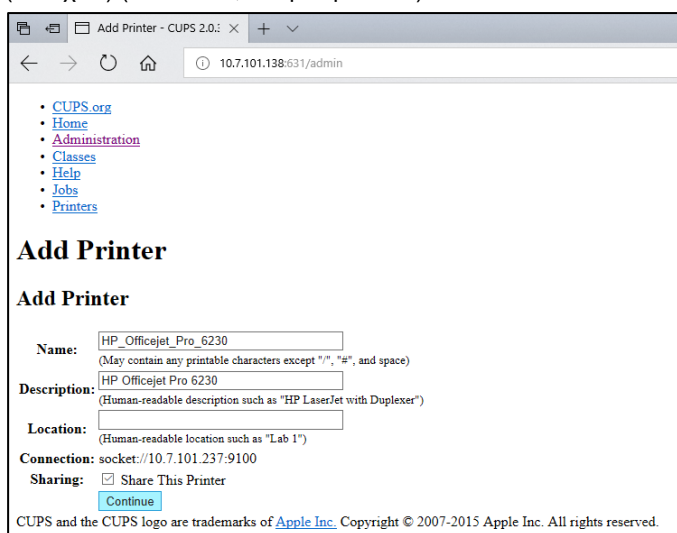 Add Printer - CUPS 2.0.:
10.7.101.138:631/admin
• CUPS.org
• Home
• Administration
• Classes
• Help
• Jobs
• Printers
Add Printer
Add Printer
Name: HP_Officejet_Pro_6230
(May contain any printable characters except "/", "#", and space)
Description: HP Officejet Pro 6230
(Human-readable description such as "HP LaserJet with Duplexer")
Location:
(Human-readable location such as "Lab 1")
Connection: socket://10.7.101.237:9100
Sharing: Share This Printer
Continue
CUPS and the CUPS logo are trademarks of Apple Inc. Copyright © 2007-2015 Apple Inc. All rights reserved.